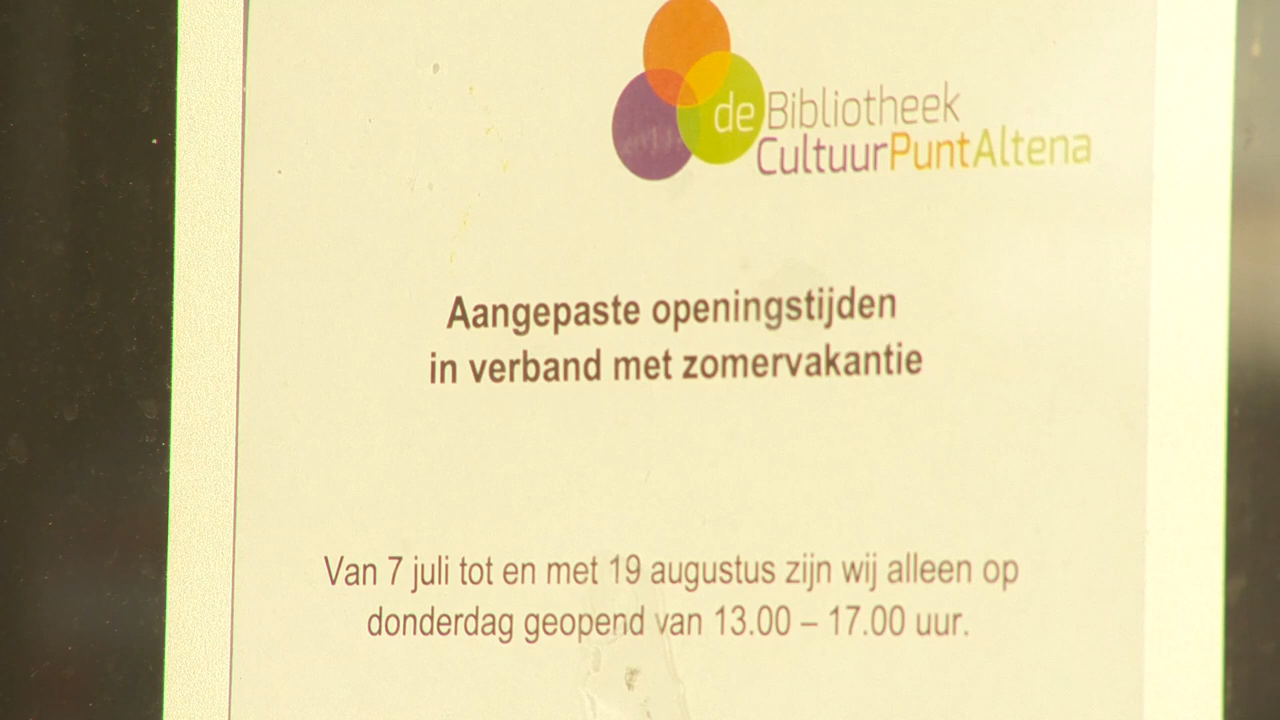 de Bibliotheek
CultuurPuntAltena
Aangepaste openingstijden
in verband met zomervakantie
Van 7 juli tot en met 19 augustus zijn wij alleen op
donderdag geopend van 13.00 – 17.00 uur.